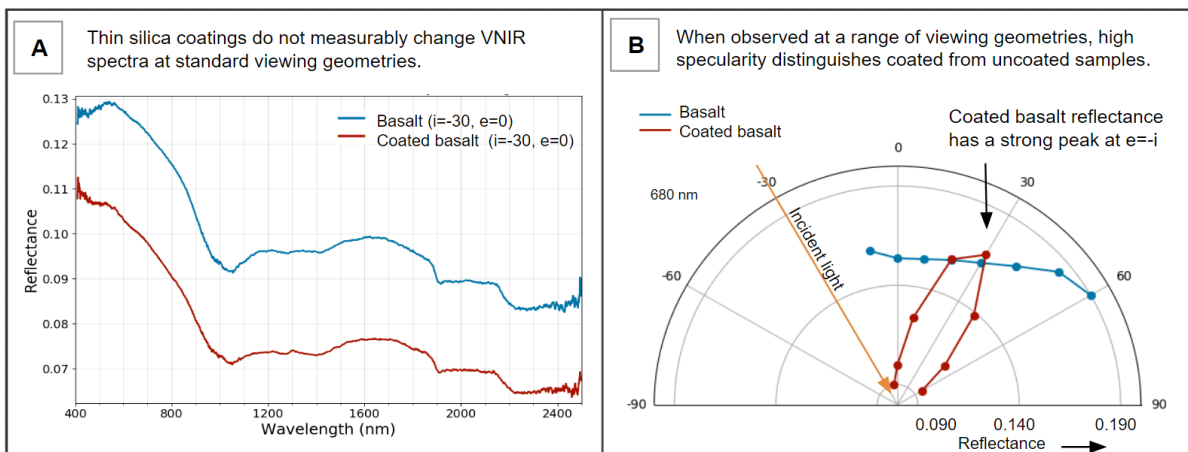 A
Thin silica coatings do not measurably change VNIR
spectra at standard viewing geometries.
0.13
0.12
0.11
0.10
0.09
0.08
0.07
Reflectance
Basalt (i=-30, e=0)
Coated basalt (i=-30, e=0)
400
800
1200
1600
2000
2400
Wavelength (nm)
B
When observed at a range of viewing geometries, high
specularity distinguishes coated from uncoated samples.
Basalt
Coated basalt
Coated basalt reflectance
has a strong peak at e=-i
680 nm
Incident light
-90
-60
-30
0
30
60
90
0.090
0.140
0.190
Reflectance